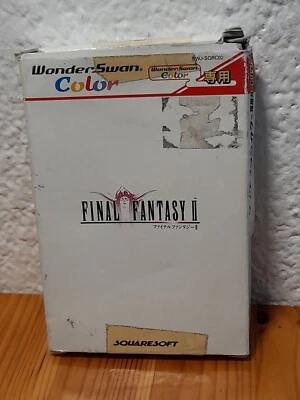 WonderSwan
Color
WonderSwan
Color
専用
FINAL FANTASY II
ファイナルファンタジーII
SQUARESOFT